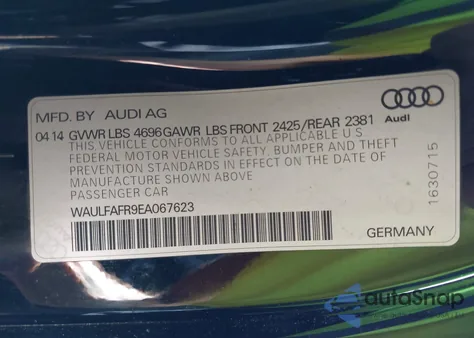 MFD. BY AUDI AG
Audi
04 14 GVWR LBS 4696 GAWR LBS FRONT 2425/REAR 2381
THIS VEHICLE CONFORMS TO ALL APPLICABLE U S
FEDERAL MOTOR VEHICLE SAFETY, BUMPER AND THEFT
PREVENTION STANDARDS IN EFFECT ON THE DATE OF
MANUFACTURE SHOWN ABOVE
PASSENGER CAR
1630715
WAULFAFR9EA067623
GERMANY
autoSnap